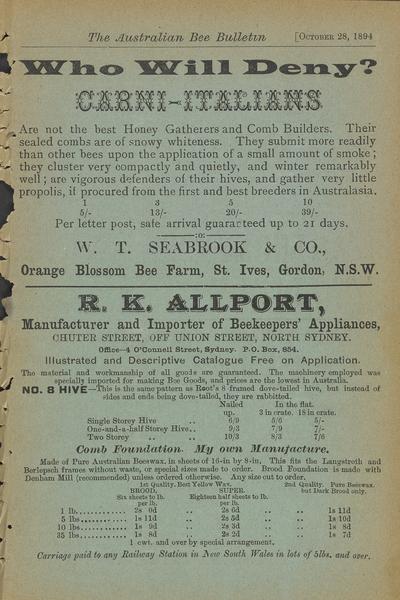 The Australian Bee Bulletin [October 28, 1894
Who Will Deny?
CARNI-ITALIANS
Are not the best Honey Gatherers and Comb Builders. Their
sealed combs are of snowy whiteness. They submit more readily
than other bees upon the application of a small amount of smoke;
they cluster very compactly and quietly, and winter remarkably
well; are vigorous defenders of their hives, and gather very little
propolis, if procured from the first and best breeders in Australasia.
1 3 5 10
5/- 13/- 20/- 39/-
Per letter post, safe arrival guaranteed up to 21 days.
:o:
W. T. SEABROOK & CO.,
Orange Blossom Bee Farm, St. Ives, Gordon, N.S.W.
R. K. ALLPORT,
Manufacturer and Importer of Beekeepers' Appliances,
CHUTER STREET, OFF UNION STREET, NORTH SYDNEY.
Office—4 O'Connell Street, Sydney. P.O. Box, 854.
Illustrated and Descriptive Catalogue Free on Application.
The material and workmanship of all goods are guaranteed. The machinery employed was
specially imported for making Bee Goods, and prices are the lowest in Australia.
NO. 8 HIVE—This is the same pattern as Root's 8 framed dove-tailed hive, but instead of
sides and ends being dove-tailed, they are rabbitted.
Nailed In the flat.
up. 3 in crate. 18 in crate.
Single Storey Hive .. 6/9 5/6 5/-
One-and-a-half Storey Hive.. 9/3 7/9 7/-
Two Storey .. .. 10/3 8/3 7/6
Comb Foundation. My own Manufacture.
Made of Pure Australian Beeswax, in sheets of 16-in by 8-in. This fits the Langstroth and
Berlepsch frames without waste, or special sizes made to order. Brood Foundation is made with
Denham Mill (recommended) unless ordered otherwise. Any size cut to order.
1st Quality. Best Yellow Wax. 2nd Quality. Pure Beeswax.
BROOD. SUPER. but Dark Brood only.
Six sheets to lb. Eighteen half sheets to lb.
per lb. per lb.
1 lb. ............ 2s 0d .. 2s 6d .. .. 1s 11d
5 lbs ............ 1s 11d .. 2s 5d .. .. 1s 10d
10 lbs ............ 1s 9d .. 2s 3d .. .. 1s 8d
35 lbs ............ 1s 8d .. 2s 2d .. .. 1s 7d
1 cwt. and over by special arrangement.
Carriage paid to any Railway Station in New South Wales in lots of 5lbs. and over.